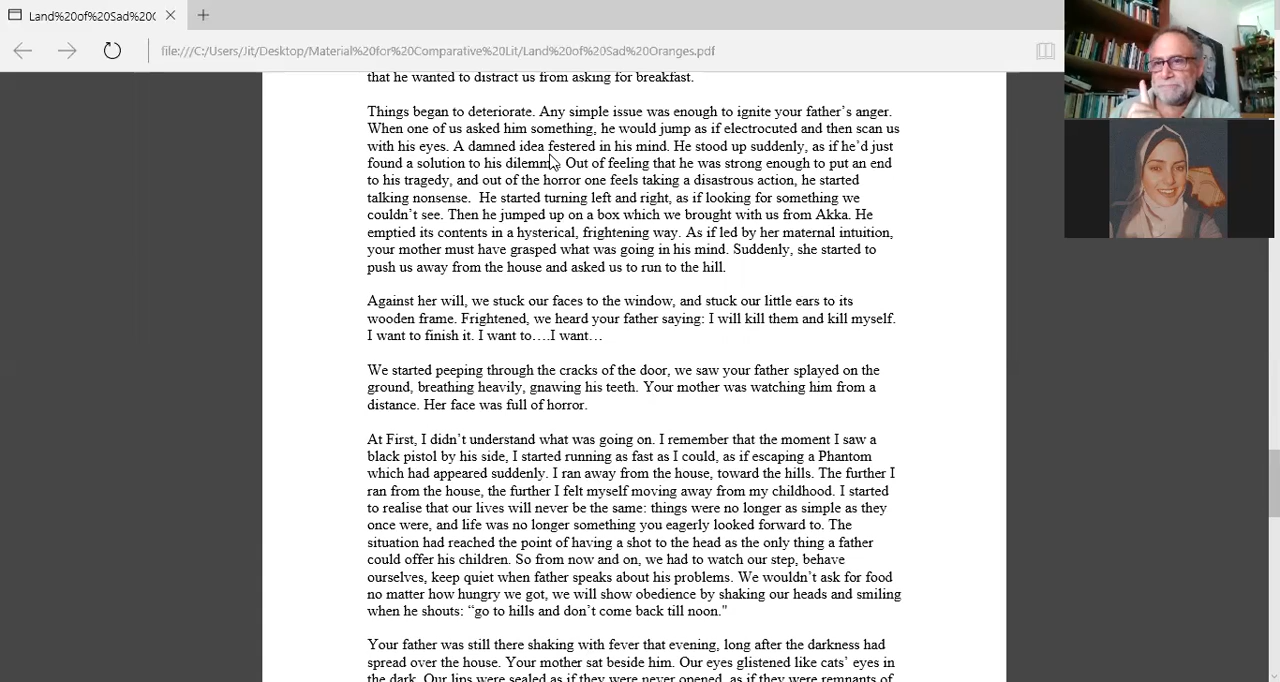 Land%20of%20Sad%20C
file:///C:/Users/Jit/Desktop/Material%20for%20Comparative%20Lit/Land%20of%20Sad%20Oranges.pdf
that he wanted to distract us from asking for breakfast.
Things began to deteriorate. Any simple issue was enough to ignite your father's anger.
When one of us asked him something, he would jump as if electrocuted and then scan us
with his eyes. A damned idea festered in his mind. He stood up suddenly, as if he'd just
found a solution to his dilemma. Out of feeling that he was strong enough to put an end
to his tragedy, and out of the horror one feels taking a disastrous action, he started
talking nonsense. He started turning left and right, as if looking for something we
couldn't see. Then he jumped up on a box which we brought with us from Akka. He
emptied its contents in a hysterical, frightening way. As if led by her maternal intuition,
your mother must have grasped what was going in his mind. Suddenly, she started to
push us away from the house and asked us to run to the hill.
Against her will, we stuck our faces to the window, and stuck our little ears to its
wooden frame. Frightened, we heard your father saying: I will kill them and kill myself.
I want to finish it. I want to….I want…
We started peeping through the cracks of the door, we saw your father splayed on the
ground, breathing heavily, gnawing his teeth. Your mother was watching him from a
distance. Her face was full of horror.
At First, I didn't understand what was going on. I remember that the moment I saw a
black pistol by his side, I started running as fast as I could, as if escaping a Phantom
which had appeared suddenly. I ran away from the house, toward the hills. The further I
ran from the house, the further I felt myself moving away from my childhood. I started
to realise that our lives will never be the same: things were no longer as simple as they
once were, and life was no longer something you eagerly looked forward to. The
situation had reached the point of having a shot to the head as the only thing a father
could offer his children. So from now and on, we had to watch our step, behave
ourselves, keep quiet when father speaks about his problems. We wouldn't ask for food
no matter how hungry we got, we will show obedience by shaking our heads and smiling
when he shouts: “go to hills and don't come back till noon."
Your father was still there shaking with fever that evening, long after the darkness had
spread over the house. Your mother sat beside him. Our eyes glistened like cats' eyes in
the dark. Our lips were sealed as if they were never opened, as if they were remnants of